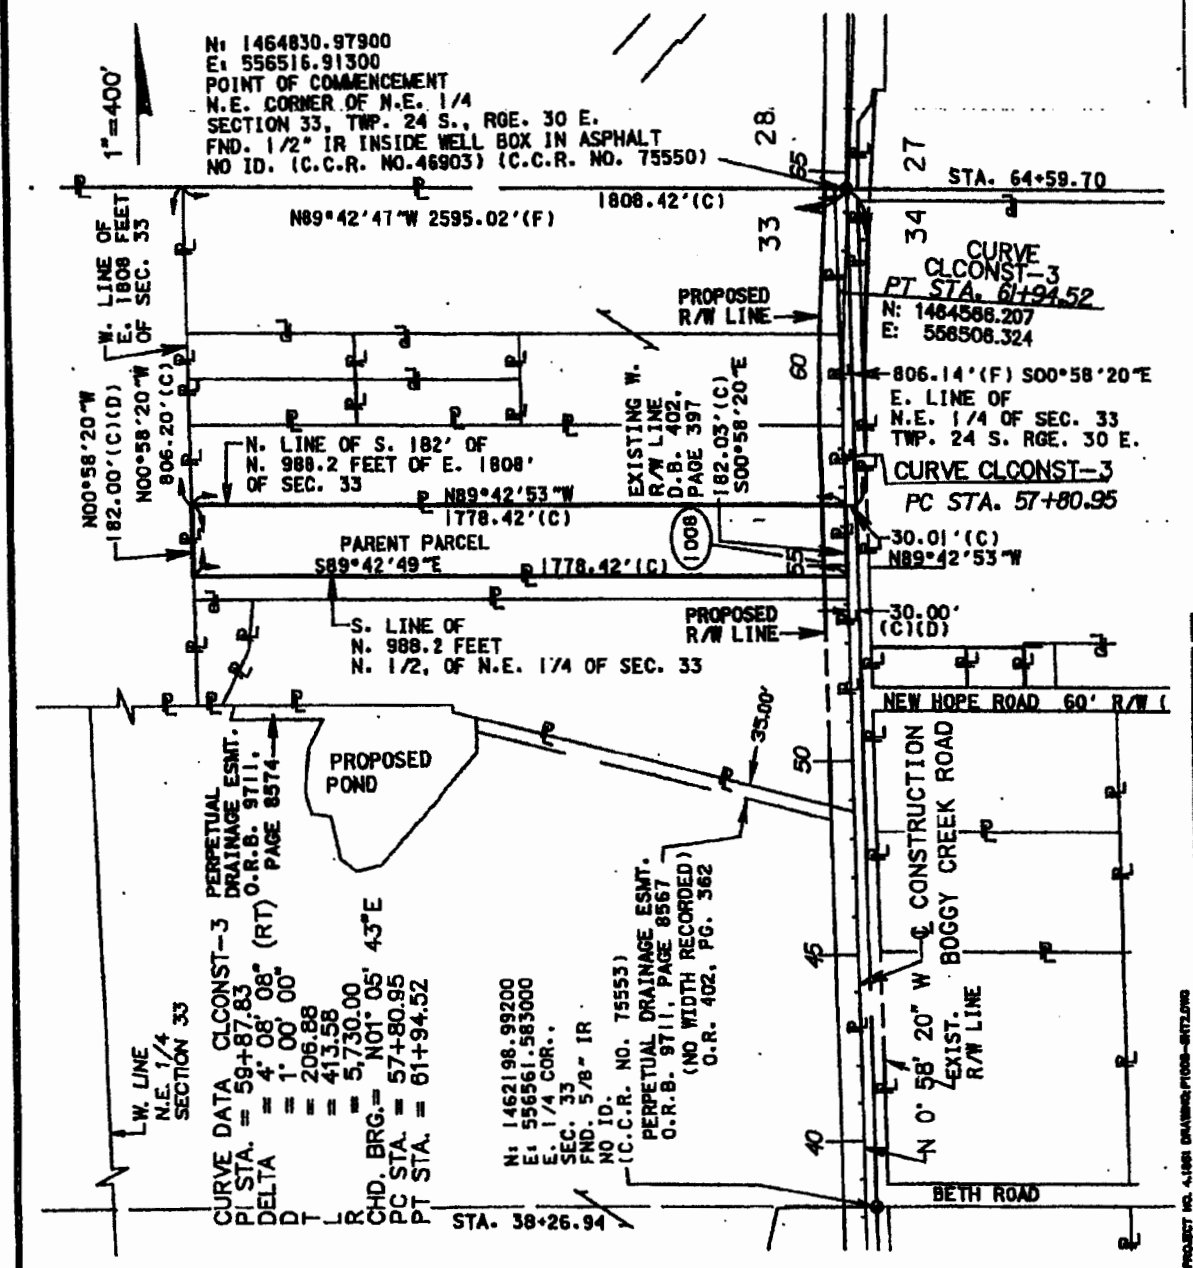 1"=400'
N: 1464830.97900
E: 556516.91300
POINT OF COMMENCEMENT
N.E. CORNER OF N.E. 1/4
SECTION 33, TWP. 24 S., RGE. 30 E.
FND. 1/2" IR INSIDE WELL BOX IN ASPHALT
NO ID. (C.C.R. NO.46903) (C.C.R. NO. 75550)
28
27
33
34
65
STA. 64+59.70
N89°42'47"W 2595.02'(F)
1808.42'(C)
W. LINE OF
E. 1808 FEET
OF SEC. 33
CURVE
CLCONST-3
PT STA. 61+94.52
N: 1464566.207
E: 556506.324
PROPOSED
R/W LINE
60
806.14'(F) S00°58'20"E
E. LINE OF
N.E. 1/4 OF SEC. 33
TWP. 24 S. RGE. 30 E.
CURVE CLCONST-3
PC STA. 57+80.95
N00°58'20"W
182.00'(C)(D)
N00°58'20"W
806.20'(C)
N. LINE OF S. 182' OF
N. 988.2 FEET OF E. 1808'
OF SEC. 33
EXISTING W.
R/W LINE
D.B. 402,
PAGE 397
182.03'(C)
S00°58'20"E
N89°42'53"W
1778.42'(C)
1008
PARENT PARCEL
S89°42'49"E
1778.42'(C)
55
30.01'(C)
N89°42'53"W
30.00'
(C)(D)
PROPOSED
R/W LINE
S. LINE OF
N. 988.2 FEET
N. 1/2, OF N.E. 1/4 OF SEC. 33
NEW HOPE ROAD 60' R/W (
PERPETUAL
DRAINAGE ESMT.
O.R.B. 9711,
PAGE 8574
PROPOSED
POND
35.00'
50
₵ CONSTRUCTION
BOGGY CREEK ROAD
45
PERPETUAL DRAINAGE ESMT.
O.R.B. 9711, PAGE 8567
(NO WIDTH RECORDED)
O.R. 402, PG. 362
N 0° 58' 20" W
EXIST.
R/W LINE
40
W. LINE
N.E. 1/4
SECTION 33
CURVE DATA CLCONST-3
PI STA. = 59+87.83
DELTA = 4° 08' 08" (RT)
D = 1° 00' 00"
T = 206.88
L = 413.58
R = 5,730.00
CHD. BRG.= N01° 05' 43"E
PC STA. = 57+80.95
PT STA. = 61+94.52
N: 1462198.99200
E: 556561.583000
E. 1/4 COR.,
SEC. 33
FND. 5/8" IR
NO ID.
(C.C.R. NO. 75553)
STA. 38+26.94
BETH ROAD